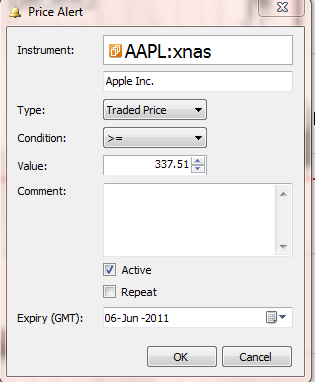 Price Alert
Instrument: AAPL:xnas
Apple Inc.
Type: Traded Price
Condition: >=
Value: 337.51
Comment:
Active
Repeat
Expiry (GMT): 06-Jun -2011
OK Cancel